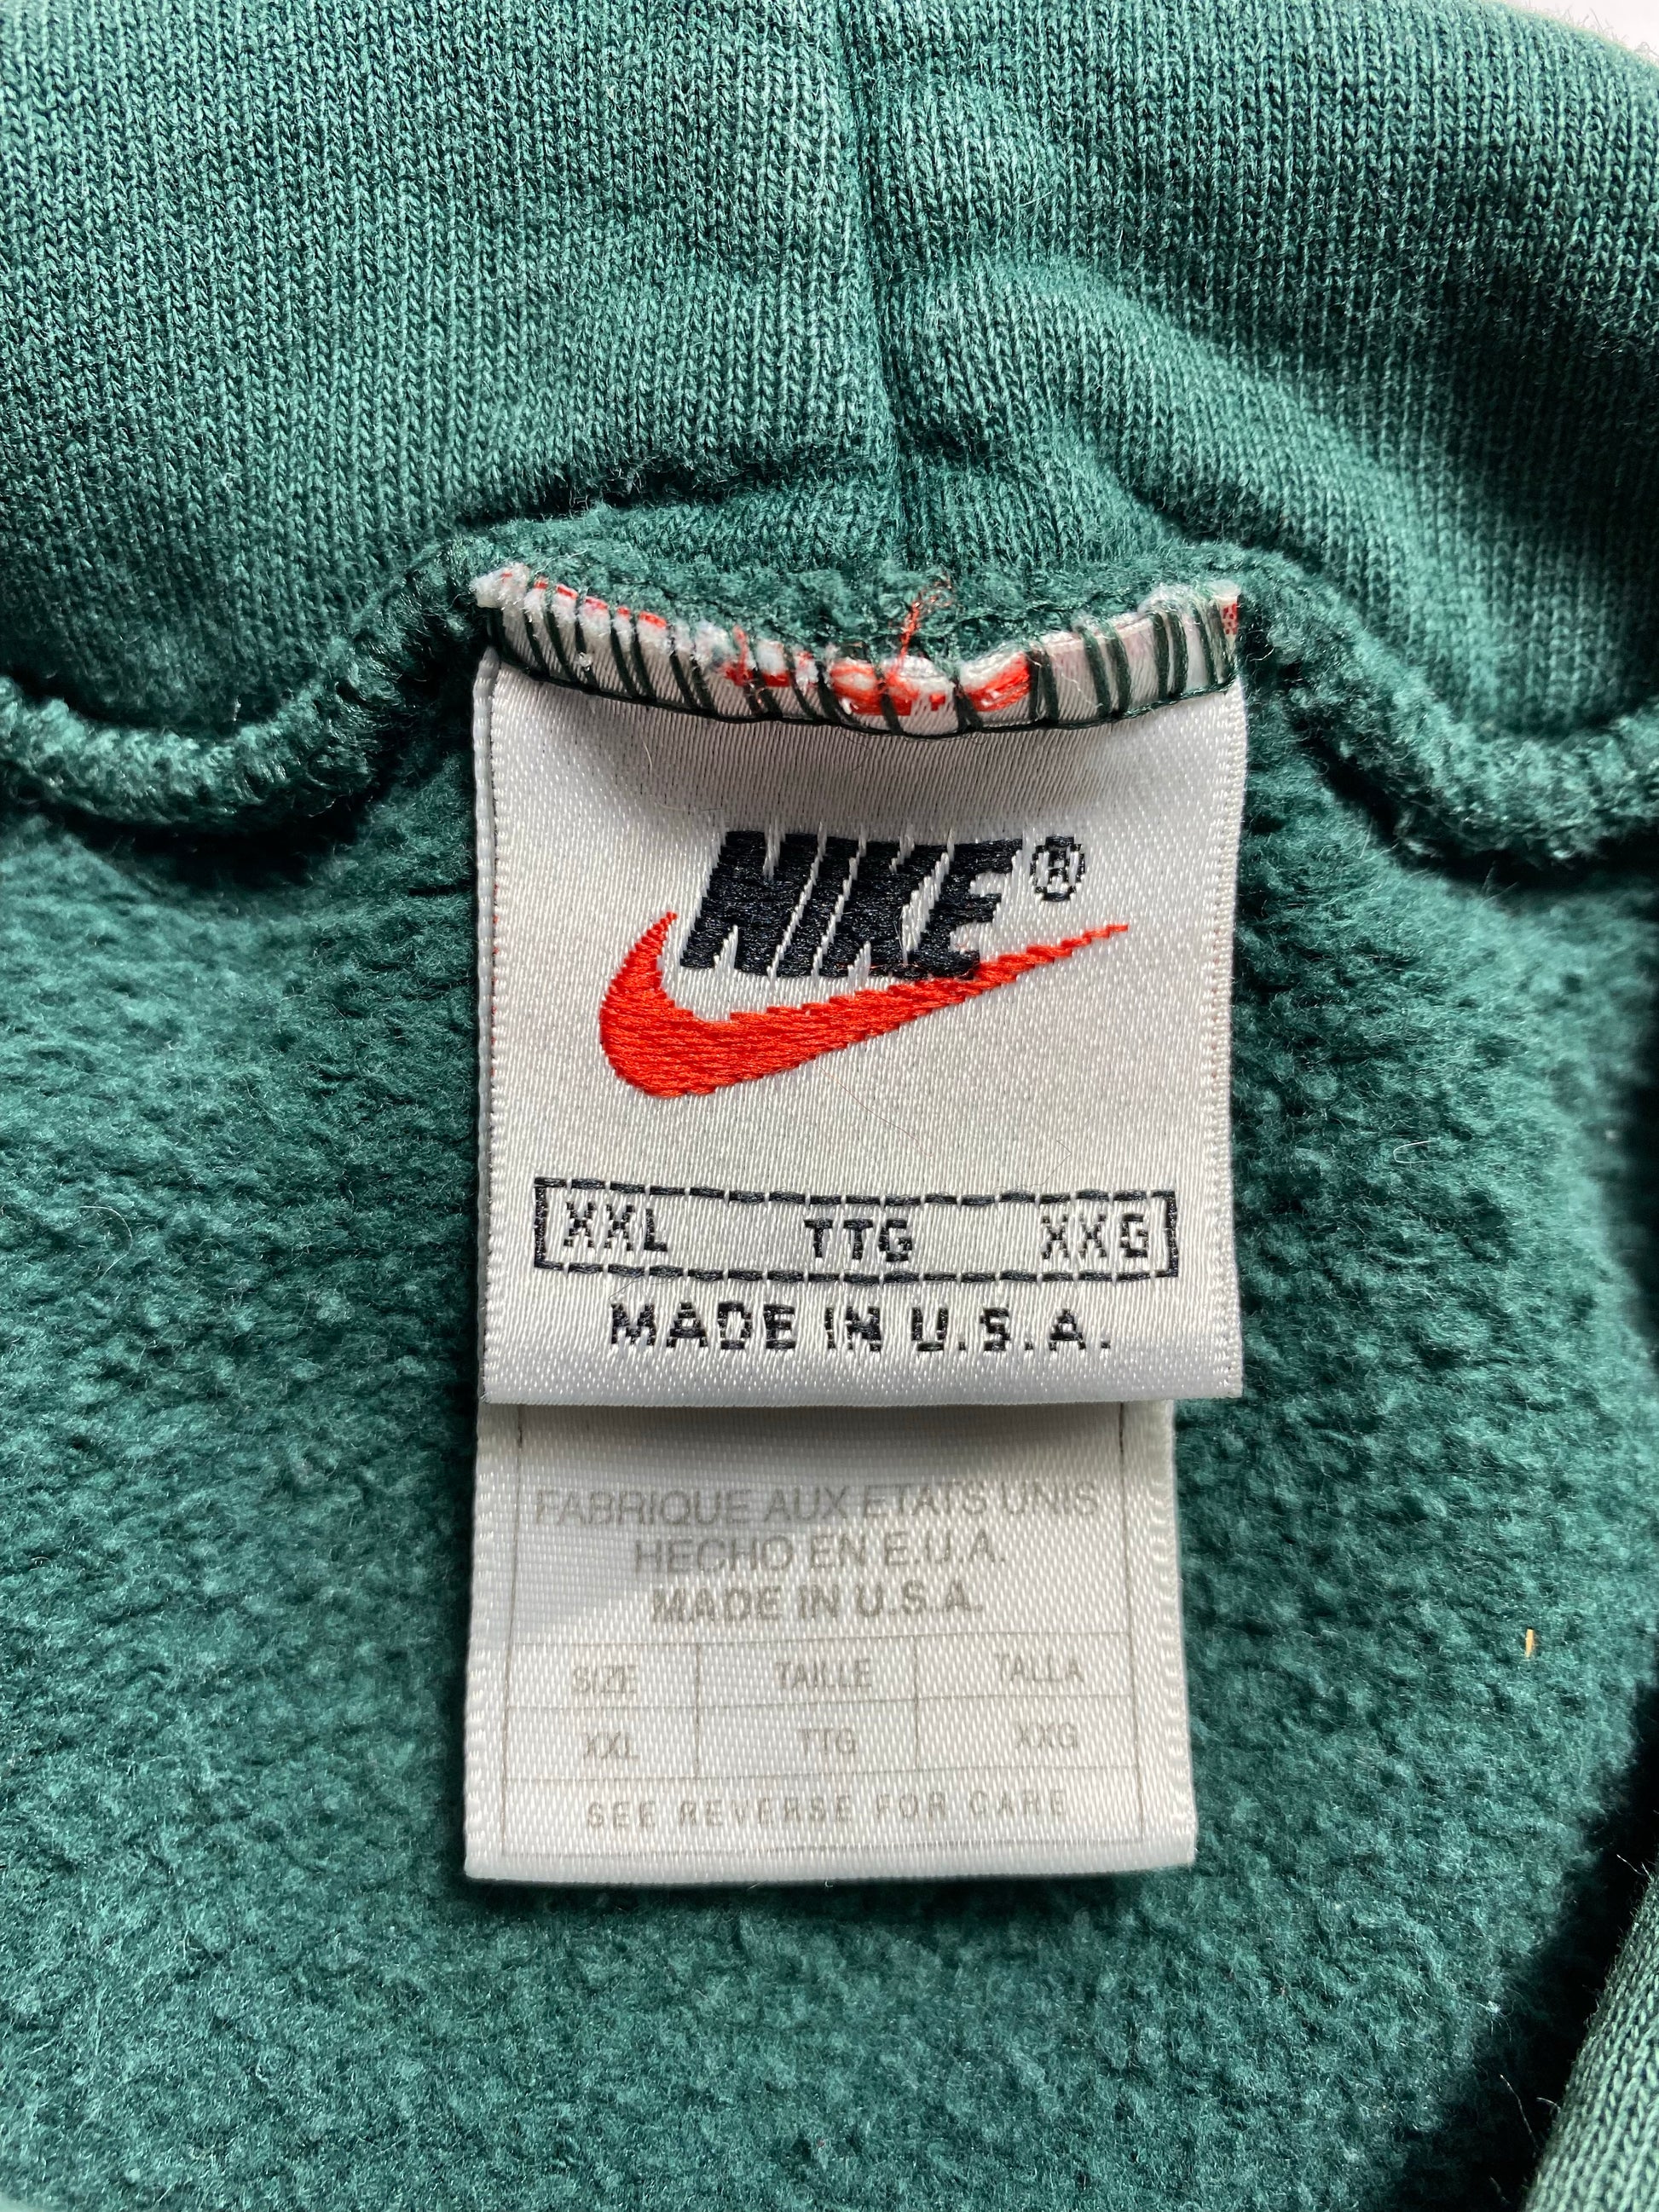 NIKE®
XXL TTG XXG
MADE IN U.S.A.
FABRIQUE AUX ETATS UNIS
HECHO EN E.U.A.
MADE IN U.S.A.
SIZE TAILLE TALLA
XXL TTG XXG
SEE REVERSE FOR CARE